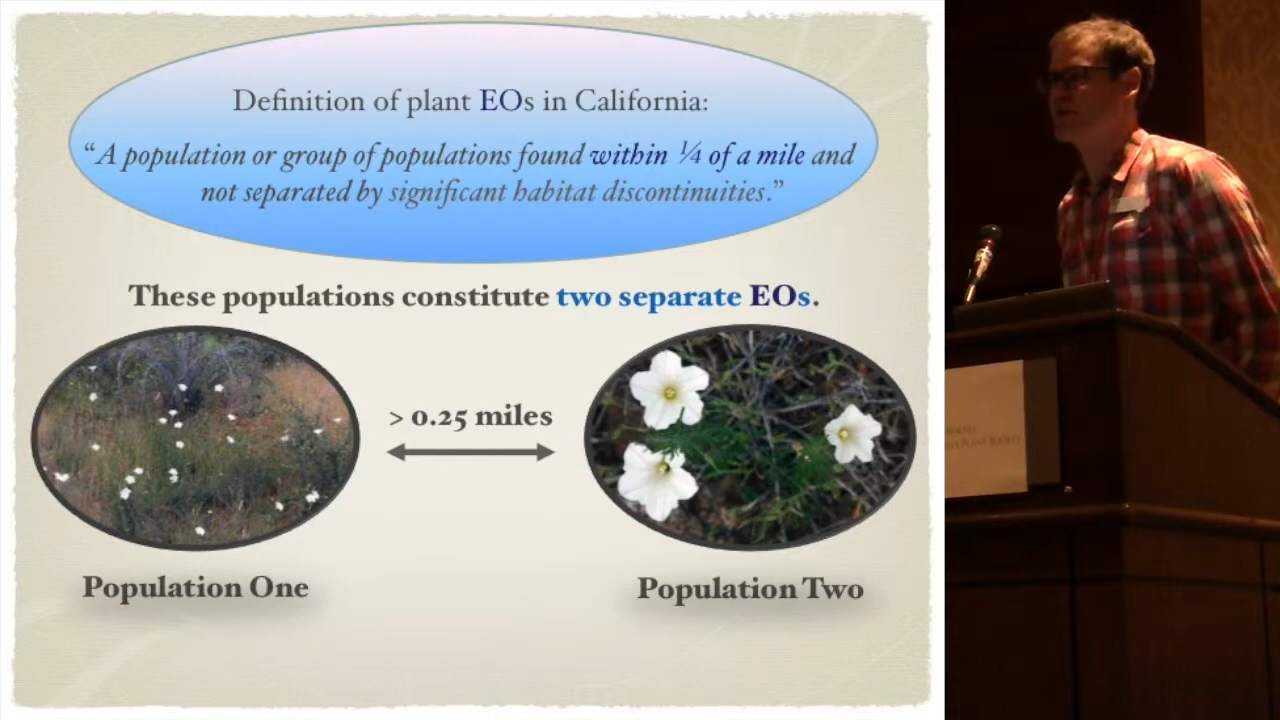 Definition of plant EOs in California:
“A population or group of populations found within ¼ of a mile and
not separated by significant habitat discontinuities.”
These populations constitute two separate EOs.
> 0.25 miles
Population One
Population Two